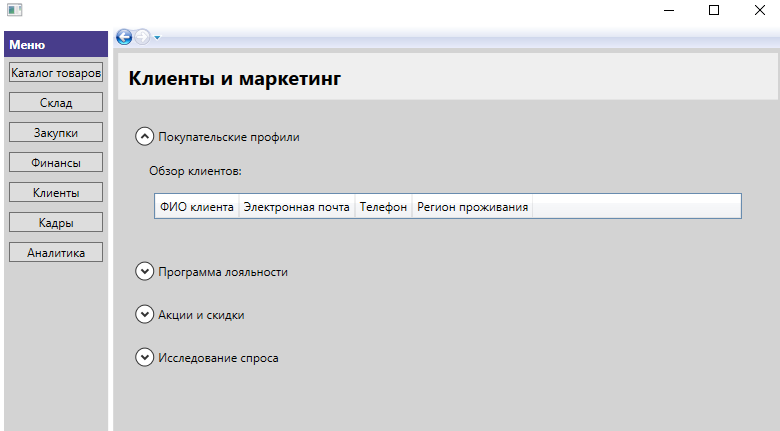 Меню
Каталог товаров
Склад
Закупки
Финансы
Клиенты
Кадры
Аналитика
Клиенты и маркетинг
Покупательские профили
Обзор клиентов:
ФИО клиента Электронная почта Телефон Регион проживания
Программа лояльности
Акции и скидки
Исследование спроса